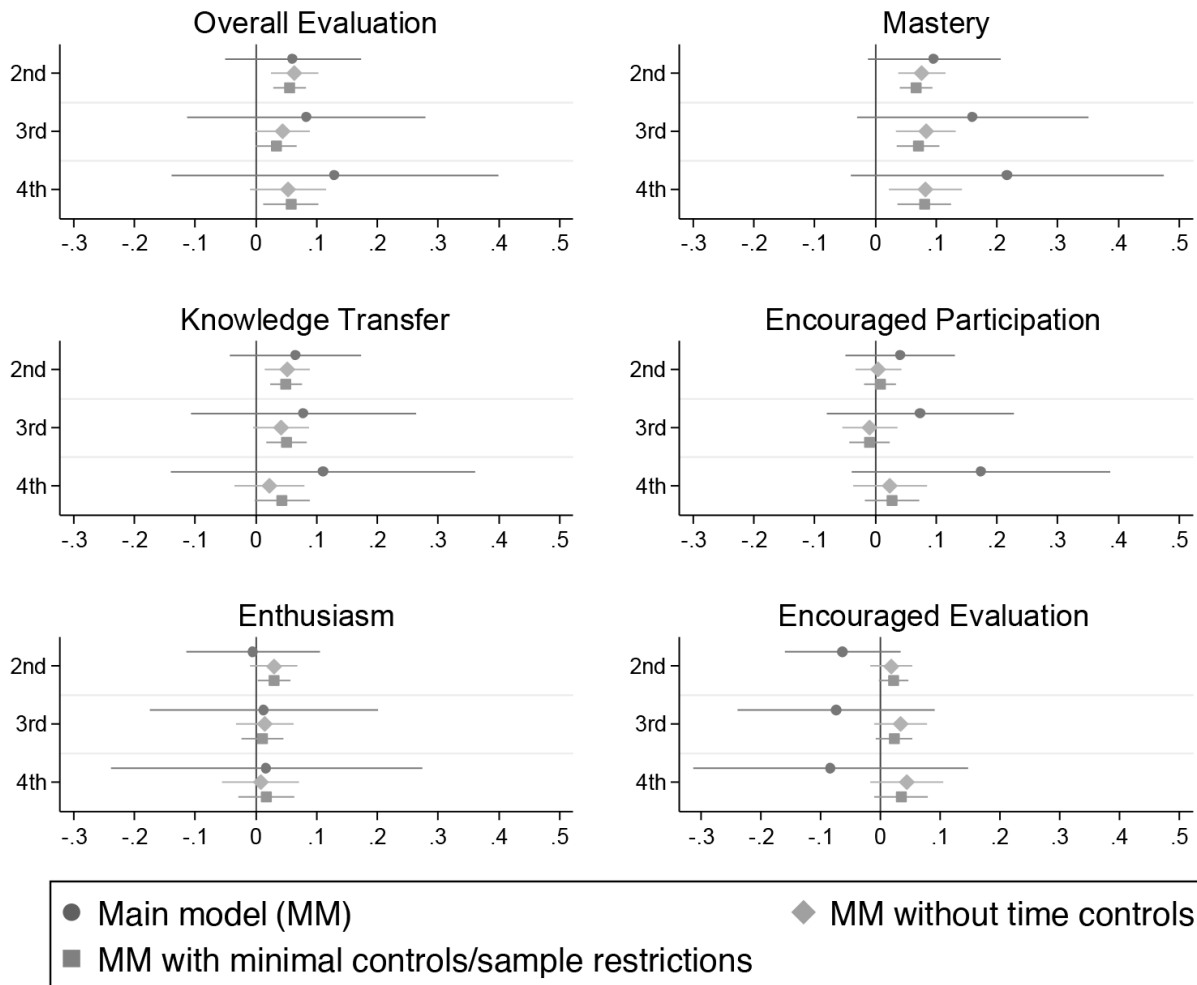 Overall Evaluation
2nd
3rd
4th
-.3 -.2 -.1 0 .1 .2 .3 .4 .5
Mastery
2nd
3rd
4th
-.3 -.2 -.1 0 .1 .2 .3 .4 .5
Knowledge Transfer
2nd
3rd
4th
-.3 -.2 -.1 0 .1 .2 .3 .4 .5
Encouraged Participation
2nd
3rd
4th
-.3 -.2 -.1 0 .1 .2 .3 .4 .5
Enthusiasm
2nd
3rd
4th
-.3 -.2 -.1 0 .1 .2 .3 .4 .5
Encouraged Evaluation
2nd
3rd
4th
-.3 -.2 -.1 0 .1 .2 .3 .4 .5
Main model (MM)
MM without time controls
MM with minimal controls/sample restrictions